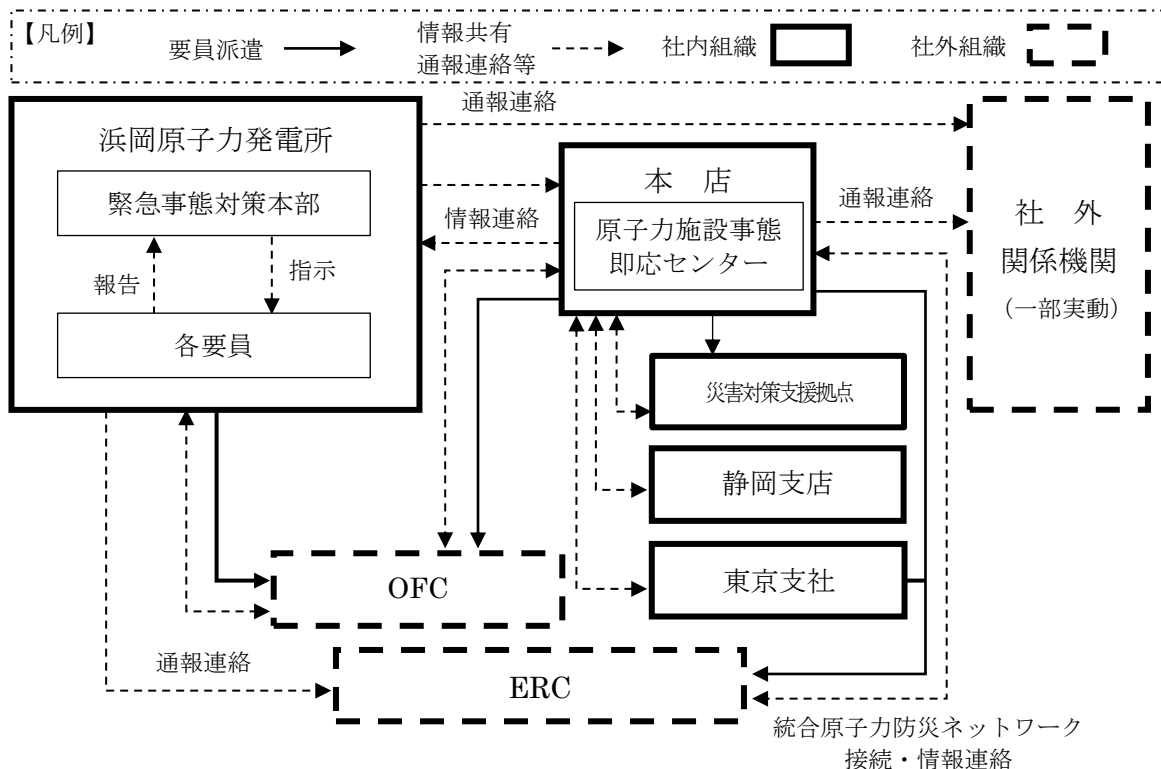 【凡例】
要員派遣
情報共有
通報連絡等
社内組織
社外組織
通報連絡
浜岡原子力発電所
緊急事態対策本部
報告
指示
各要員
情報連絡
本 店
原子力施設事態
即応センター
通報連絡
社 外
関係機関
(一部実動)
災害対策支援拠点
静岡支店
東京支社
OFC
通報連絡
ERC
統合原子力防災ネットワーク
接続・情報連絡